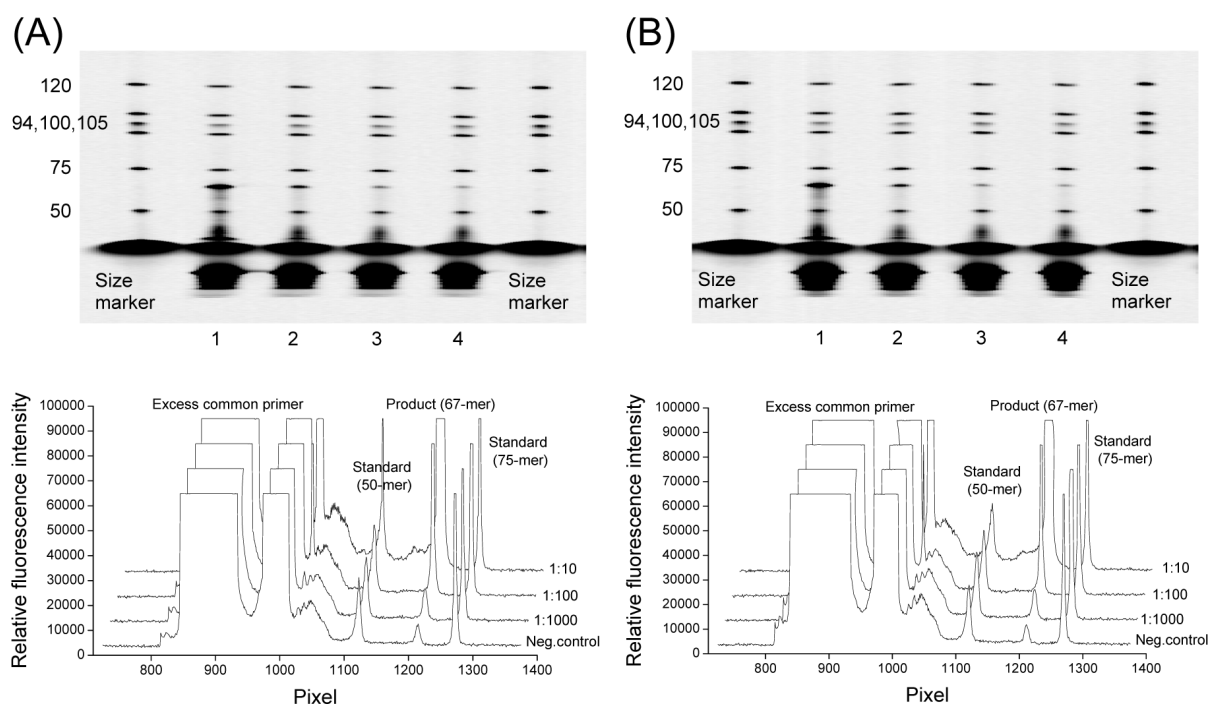 (A)
120
94,100,105
75
50
Size
marker
Size
marker
1 2 3 4
(B)
120
94,100,105
75
50
Size
marker
Size
marker
1 2 3 4
Relative fluorescence intensity
100000
90000
80000
70000
60000
50000
40000
30000
20000
10000
0
Excess common primer
Product (67-mer)
Standard
(75-mer)
Standard
(50-mer)
1:10
1:100
1:1000
Neg.control
800 900 1000 1100 1200 1300 1400
Pixel
Relative fluorescence intensity
100000
90000
80000
70000
60000
50000
40000
30000
20000
10000
0
Excess common primer
Product (67-mer)
Standard
(75-mer)
Standard
(50-mer)
1:10
1:100
1:1000
Neg.control
800 900 1000 1100 1200 1300 1400
Pixel